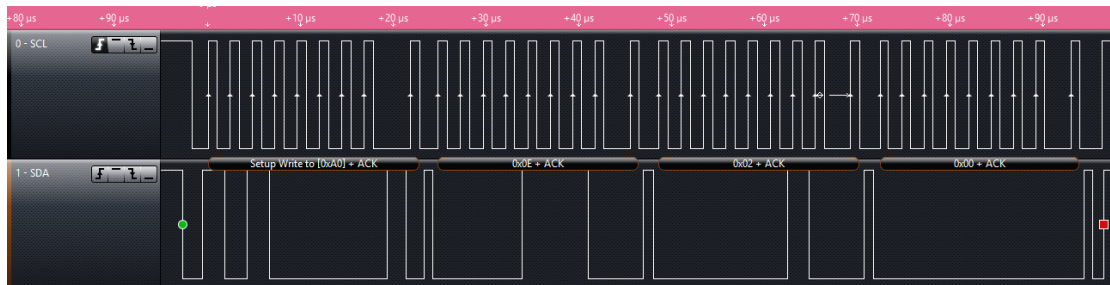 +80 µs +90 µs +10 µs +20 µs +30 µs +40 µs +50 µs +60 µs +70 µs +80 µs +90 µs
0 - SCL
Setup Write to [0xA0] + ACK 0x0E + ACK 0x02 + ACK 0x00 + ACK
1 - SDA